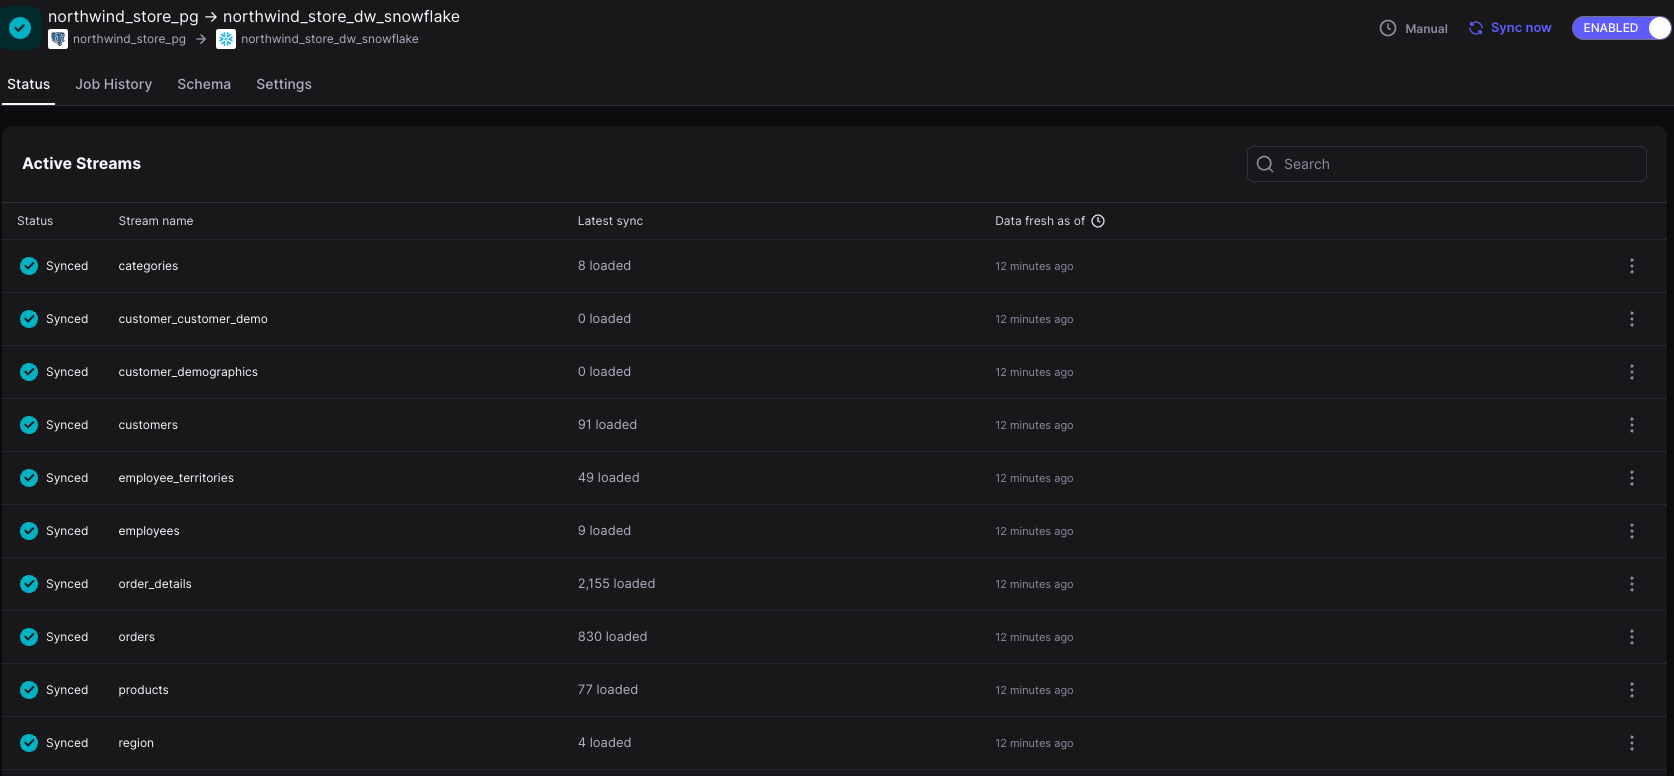 northwind_store_pg → northwind_store_dw_snowflake
northwind_store_pg → northwind_store_dw_snowflake
Manual Sync now ENABLED
Status Job History Schema Settings
Active Streams Search
Status Stream name Latest sync Data fresh as of
Synced categories 8 loaded 12 minutes ago
Synced customer_customer_demo 0 loaded 12 minutes ago
Synced customer_demographics 0 loaded 12 minutes ago
Synced customers 91 loaded 12 minutes ago
Synced employee_territories 49 loaded 12 minutes ago
Synced employees 9 loaded 12 minutes ago
Synced order_details 2,155 loaded 12 minutes ago
Synced orders 830 loaded 12 minutes ago
Synced products 77 loaded 12 minutes ago
Synced region 4 loaded 12 minutes ago